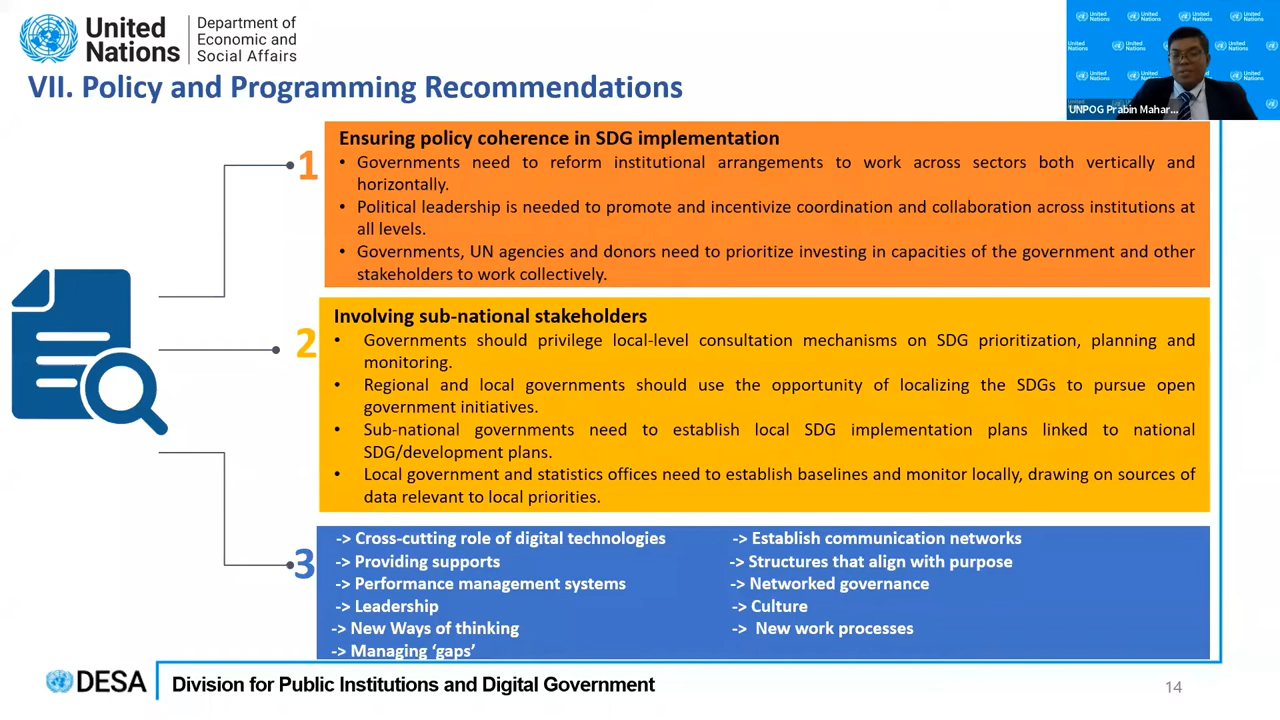 United Nations
Department of
Economic and
Social Affairs
VII. Policy and Programming Recommendations
UNPOG Prabin Mahar...
1
Ensuring policy coherence in SDG implementation
• Governments need to reform institutional arrangements to work across sectors both vertically and
horizontally.
• Political leadership is needed to promote and incentivize coordination and collaboration across institutions at
all levels.
• Governments, UN agencies and donors need to prioritize investing in capacities of the government and other
stakeholders to work collectively.
2
Involving sub-national stakeholders
• Governments should privilege local-level consultation mechanisms on SDG prioritization, planning and
monitoring.
• Regional and local governments should use the opportunity of localizing the SDGs to pursue open
government initiatives.
• Sub-national governments need to establish local SDG implementation plans linked to national
SDG/development plans.
• Local government and statistics offices need to establish baselines and monitor locally, drawing on sources of
data relevant to local priorities.
3
-> Cross-cutting role of digital technologies
-> Providing supports
-> Performance management systems
-> Leadership
-> New Ways of thinking
-> Managing ‘gaps’
-> Establish communication networks
-> Structures that align with purpose
-> Networked governance
-> Culture
-> New work processes
DESA
Division for Public Institutions and Digital Government
14